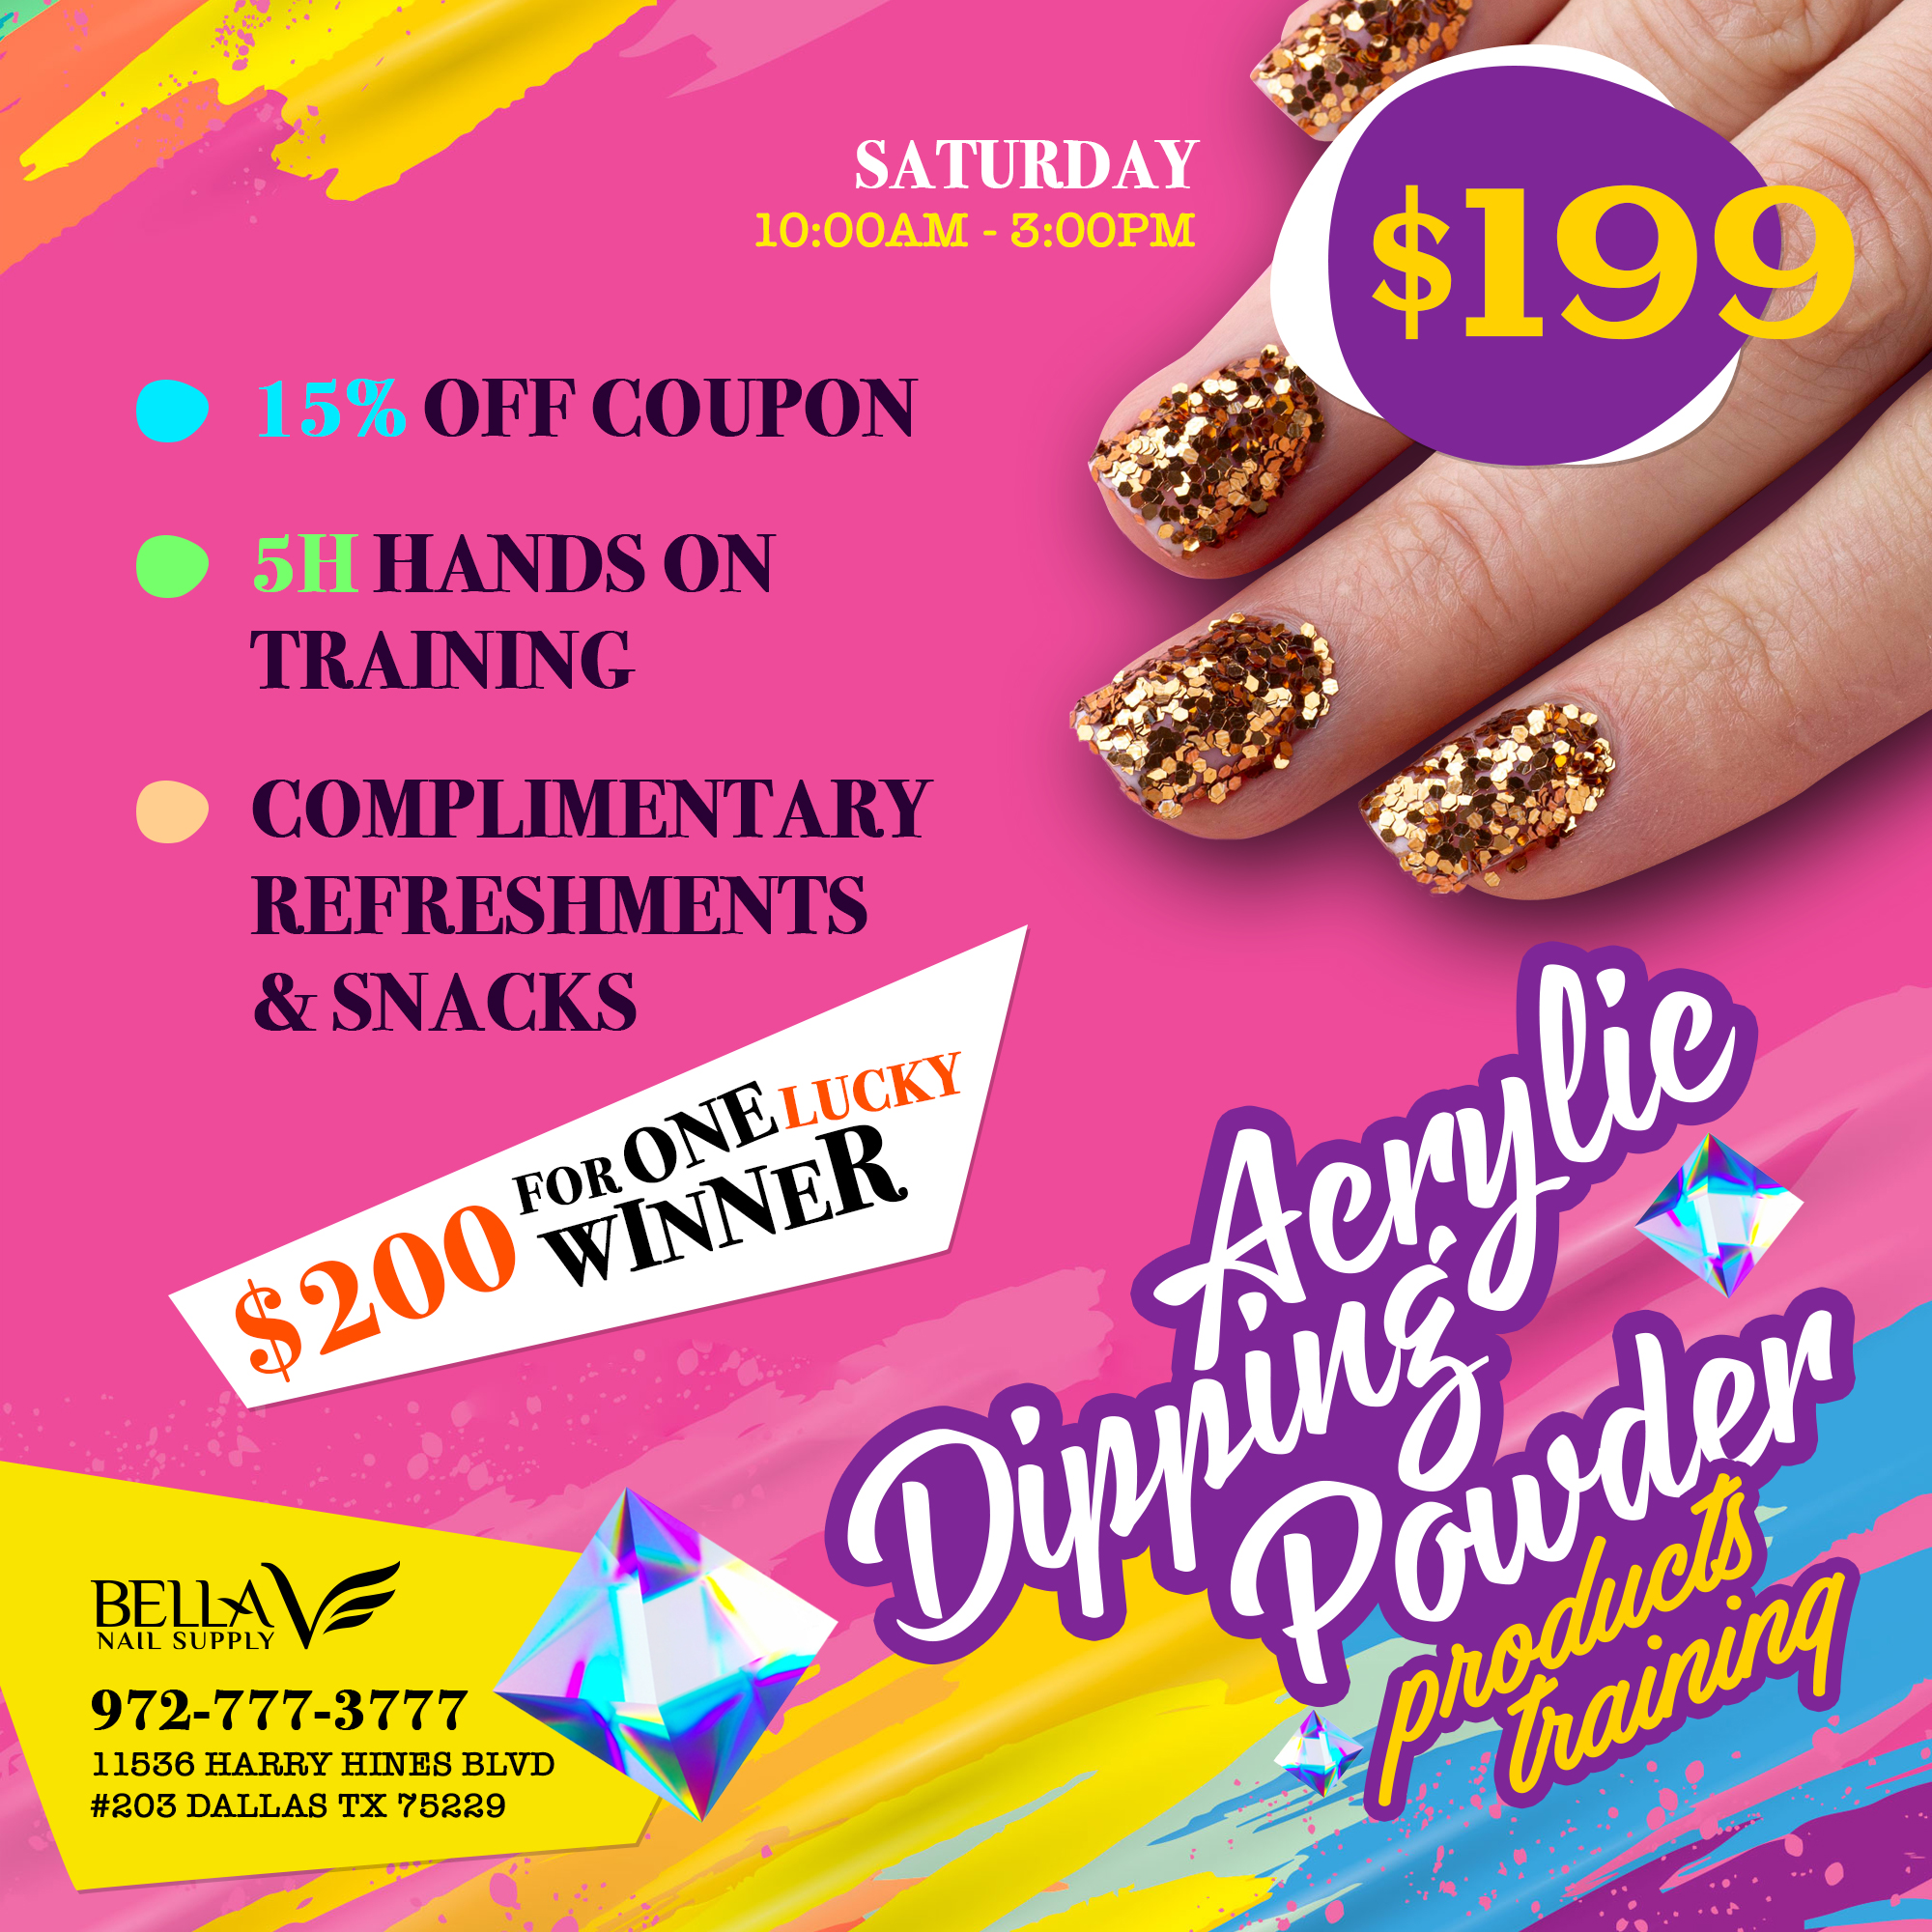 SATURDAY
10:00AM - 3:00PM
$199
15% OFF COUPON
5H HANDS ON
TRAINING
COMPLIMENTARY
REFRESHMENTS
& SNACKS
$200 FOR ONE LUCKY
WINNER
Acrylic
Dipping
Powder
products
training
BELLA V
NAIL SUPPLY
972-777-3777
11536 HARRY HINES BLVD
#203 DALLAS TX 75229